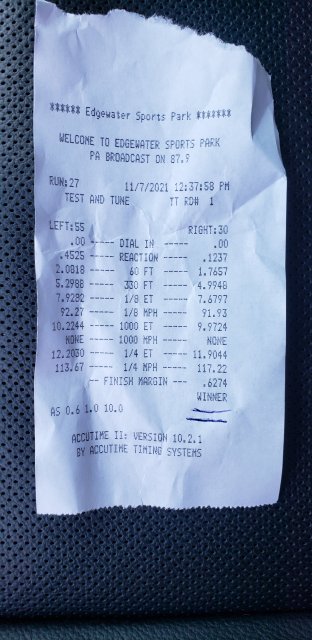 ****** Edgewater Sports Park *******
WELCOME TO EDGEWATER SPORTS PARK
PA BROADCAST ON 87.9
RUN:27 11/7/2021 12:37:58 PM
TEST AND TUNE YT RD# 1
LEFT:55 RIGHT:30
.00 ----- DIAL IN ----- .00
.4525 ----- REACTION ----- .1237
2.0818 ----- 60 FT ----- 1.7657
5.2988 ----- 330 FT ----- 4.9948
7.9292 ----- 1/8 ET ----- 7.6797
92.27 ----- 1/8 MPH ----- 91.93
10.2244 ----- 1000 ET ----- 9.9724
NONE ----- 1000 MPH ----- NONE
12.2030 ----- 1/4 ET ----- 11.9044
113.67 ----- 1/4 MPH ----- 117.22
-- FINISH MARGIN --- .6274
WINNER
AS 0.6 1.0 10.0
ACCUTIME II: VERSION 10.2.1
BY ACCUTIME TIMING SYSTEMS